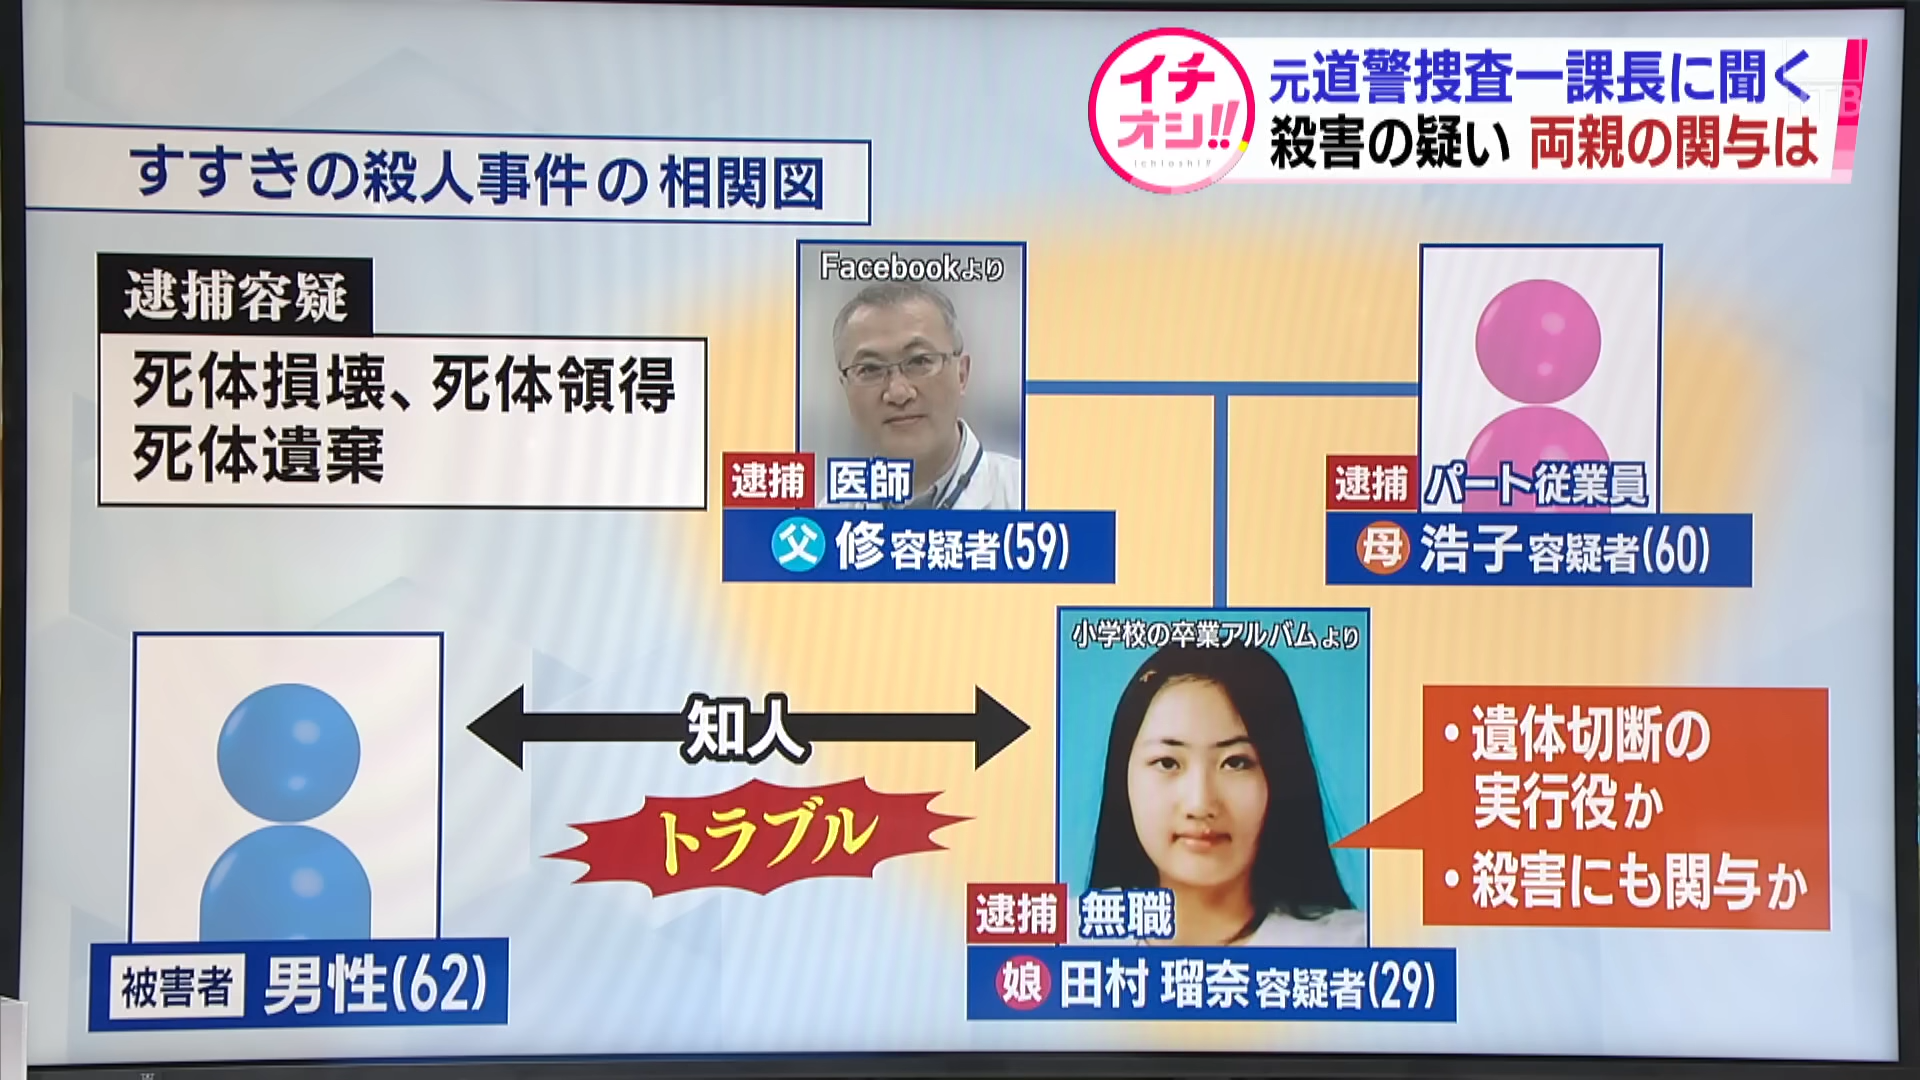 イチ
オシ!!
ichioshi!!
元道警捜査一課長に聞く
殺害の疑い 両親の関与は
すすきの殺人事件の相関図
逮捕容疑
死体損壊、死体領得
死体遺棄
Facebookより
逮捕 医師
父 修容疑者(59)
逮捕 パート従業員
母 浩子容疑者(60)
知人
トラブル
被害者 男性(62)
小学校の卒業アルバムより
逮捕 無職
娘 田村 瑠奈容疑者(29)
・遺体切断の
実行役か
・殺害にも関与か